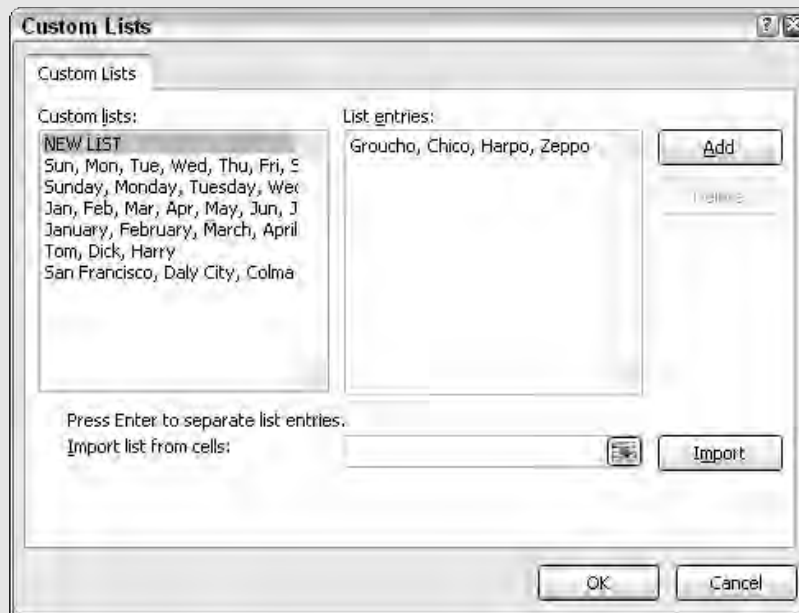 Custom Lists
Custom Lists
Custom lists:
NEW LIST
Sun, Mon, Tue, Wed, Thu, Fri, S
Sunday, Monday, Tuesday, Wed
Jan, Feb, Mar, Apr, May, Jun, J
January, February, March, April
Tom, Dick, Harry
San Francisco, Daly City, Colma
List entries:
Groucho, Chico, Harpo, Zeppo
Add
Delete
Press Enter to separate list entries.
Import list from cells:
Import
OK
Cancel